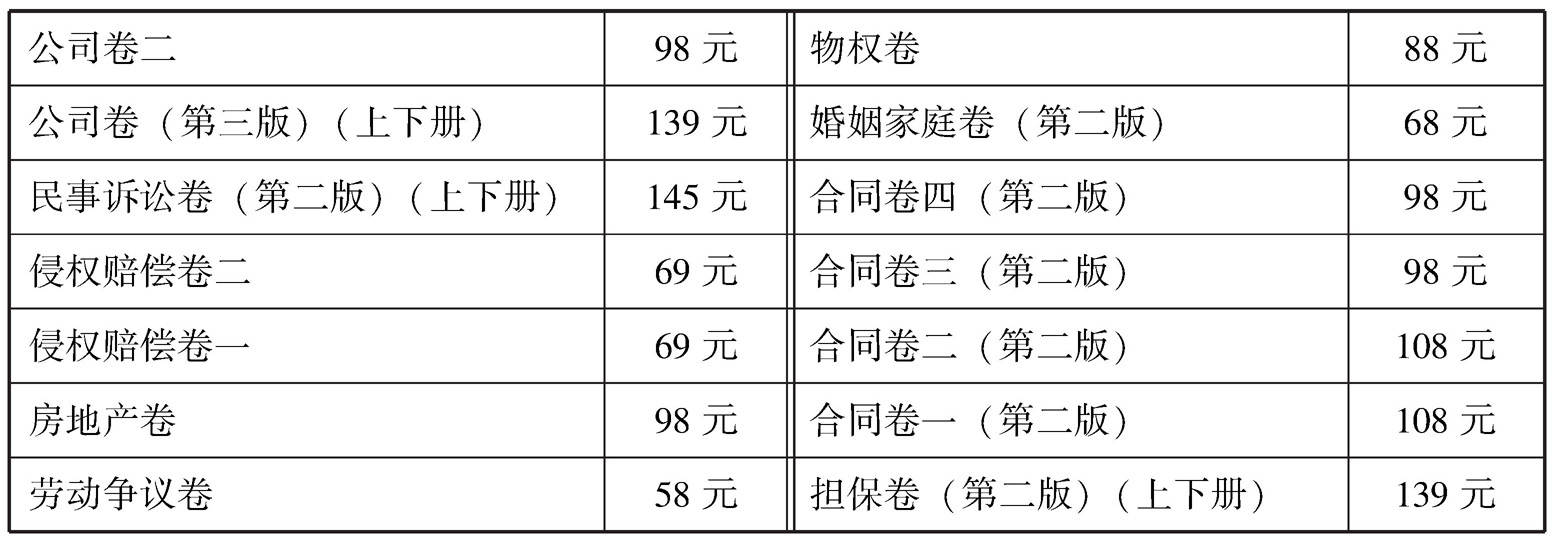 公司卷二 98 元 物权卷 88 元
公司卷（第三版）（上下册） 139 元 婚姻家庭卷（第二版） 68 元
民事诉讼卷（第二版）（上下册） 145 元 合同卷四（第二版） 98 元
侵权赔偿卷二 69 元 合同卷三（第二版） 98 元
侵权赔偿卷一 69 元 合同卷二（第二版） 108 元
房地产卷 98 元 合同卷一（第二版） 108 元
劳动争议卷 58 元 担保卷（第二版）（上下册） 139 元